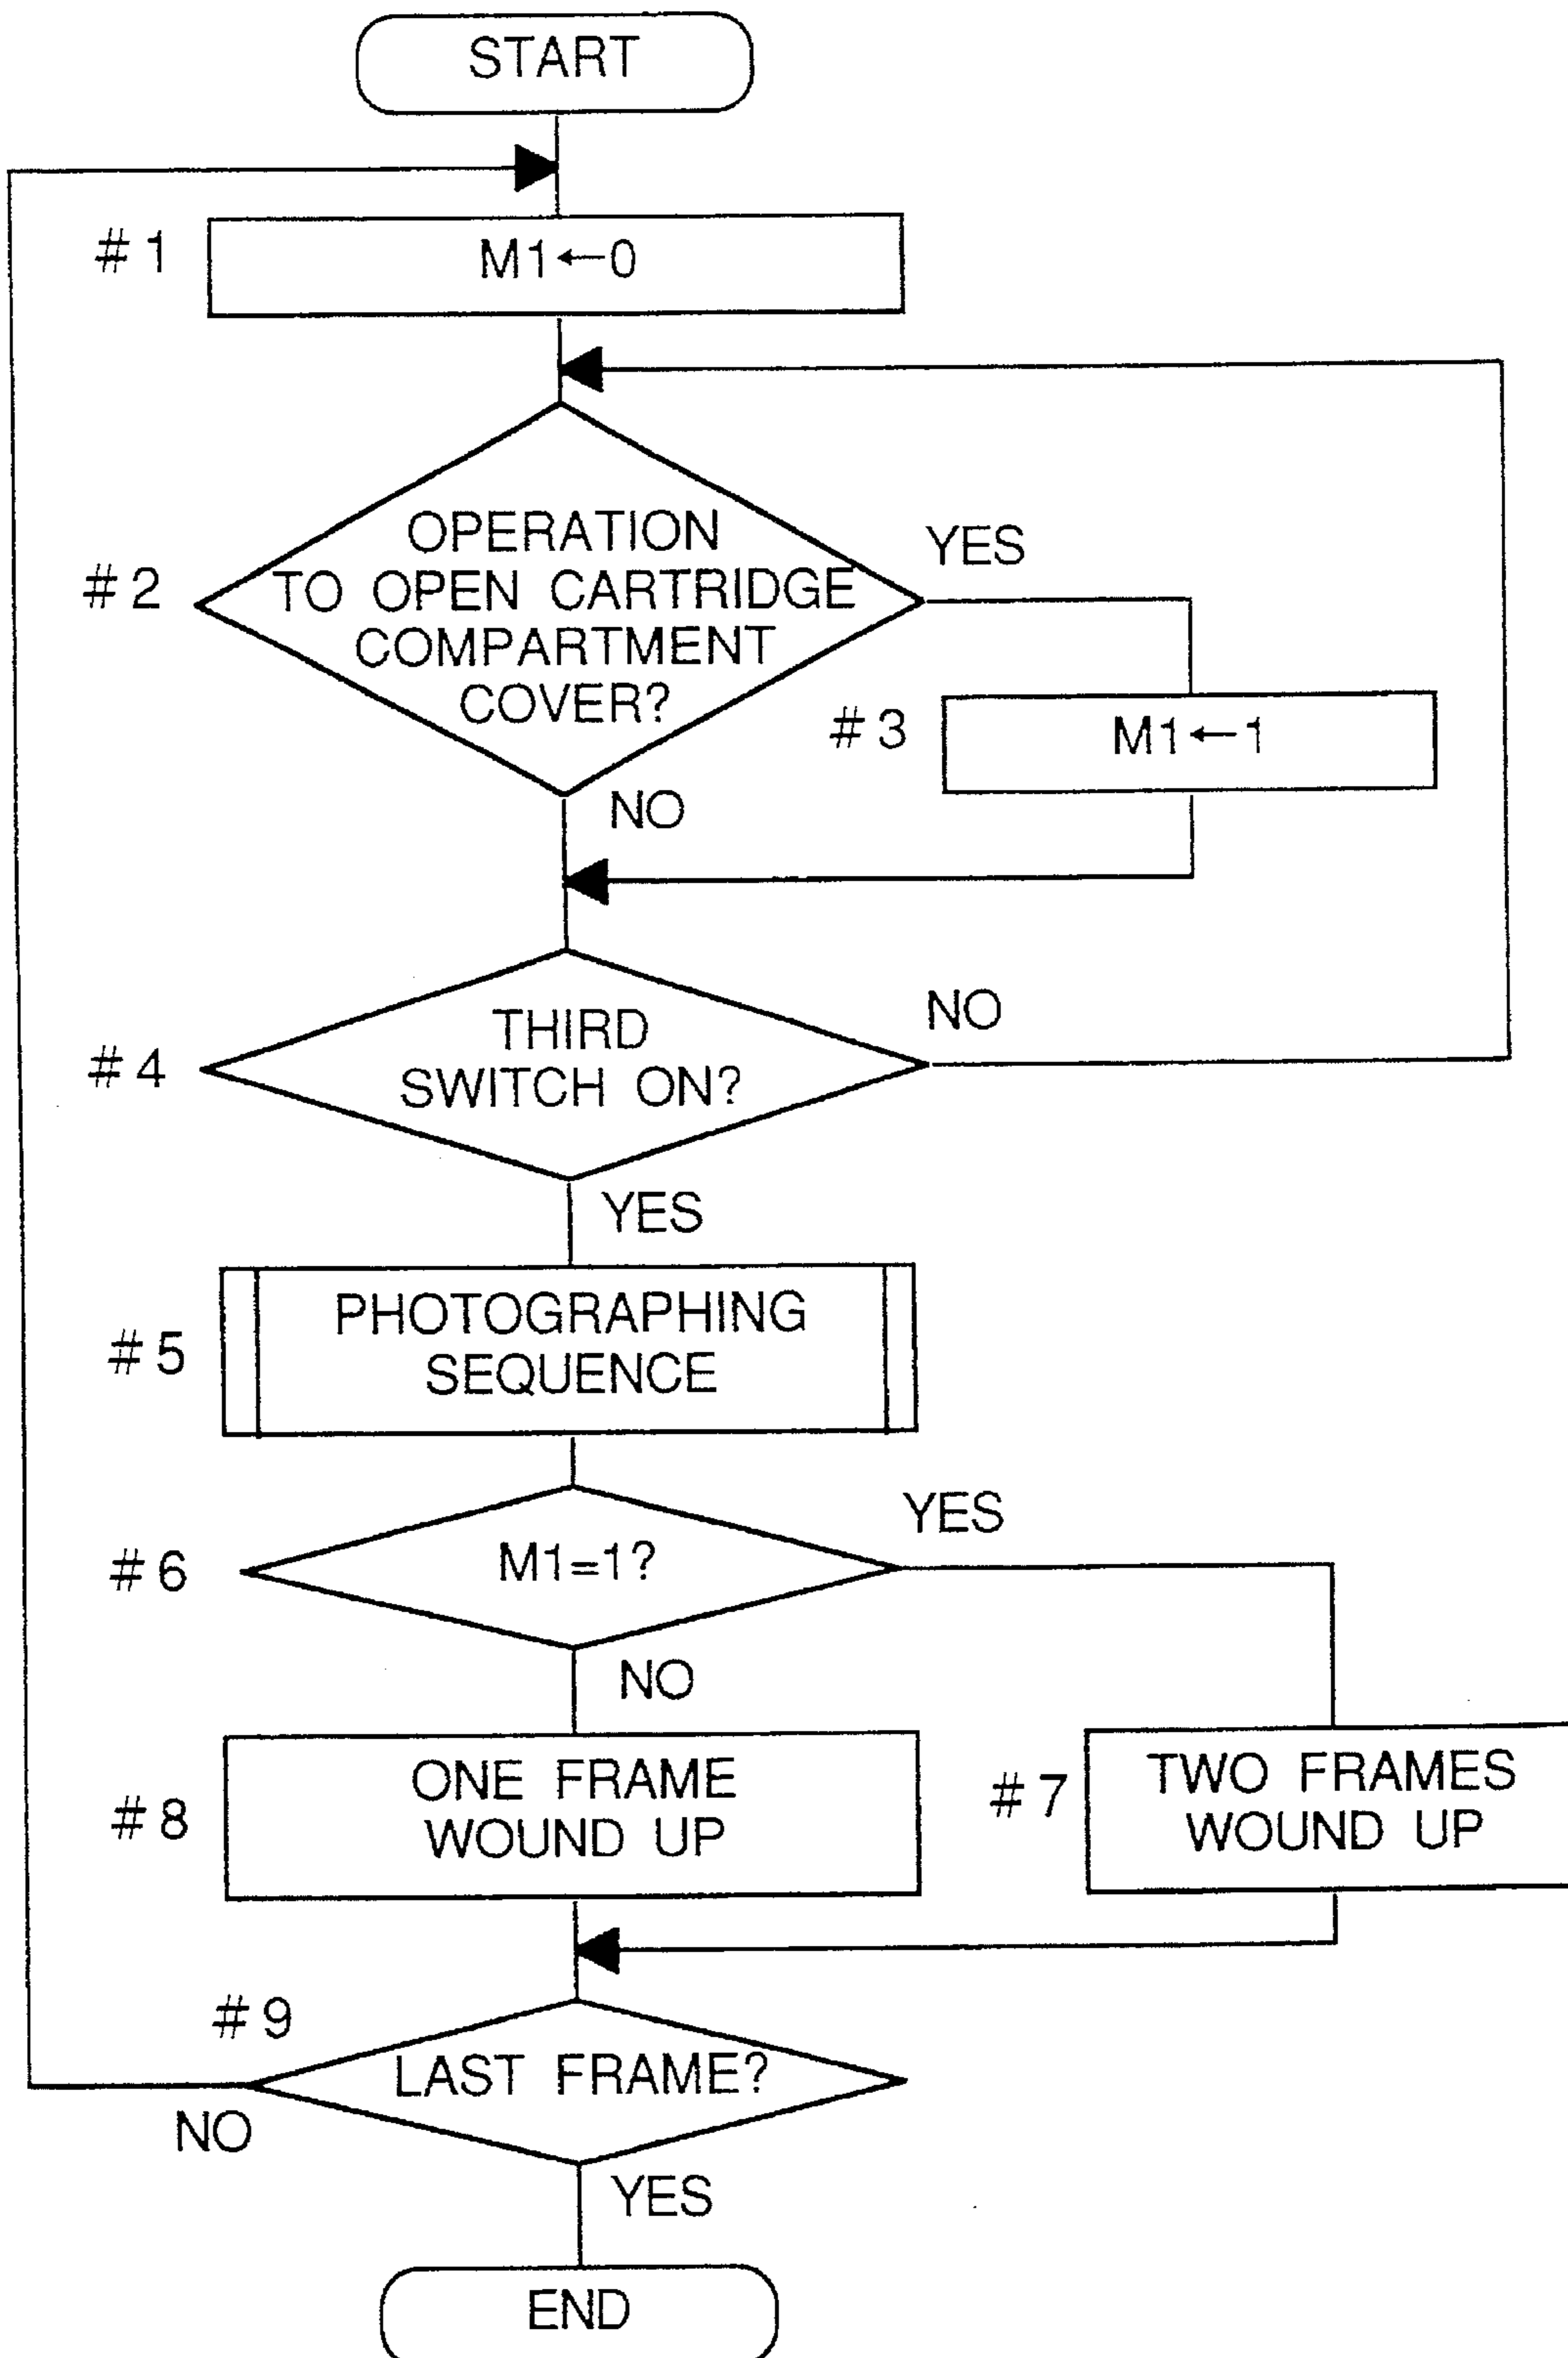 START
#1
M1←0
OPERATION
YES
#2
TO OPEN CARTRIDGE
COMPARTMENT
COVER?
#3
M1←1
NO
THIRD
NO
#4
SWITCH ON?
YES
PHOTOGRAPHING
#5
SEQUENCE
YES
#6
M1=1?
NO
ONE FRAME
#8
WOUND UP
TWO FRAMES
#7
WOUND UP
#9
LAST FRAME?
NO
YES
END